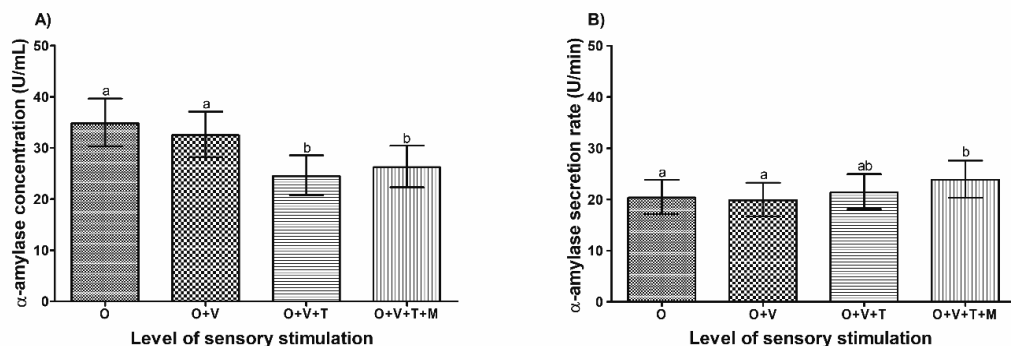 A)
α-amylase concentration (U/mL)
50
40
30
20
10
0
a
a
b
b
O
O+V
O+V+T
O+V+T+M
Level of sensory stimulation
B)
α-amylase secretion rate (U/min)
50
40
30
20
10
0
a
a
ab
b
O
O+V
O+V+T
O+V+T+M
Level of sensory stimulation